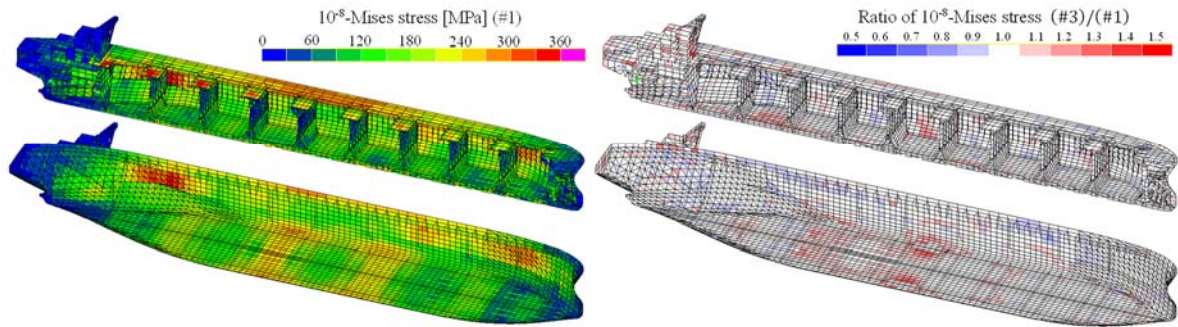 10⁻⁸-Mises stress [MPa] (#1)
0 60 120 180 240 300 360
Ratio of 10⁻⁸-Mises stress (#3)/(#1)
0.5 0.6 0.7 0.8 0.9 1.0 1.1 1.2 1.3 1.4 1.5